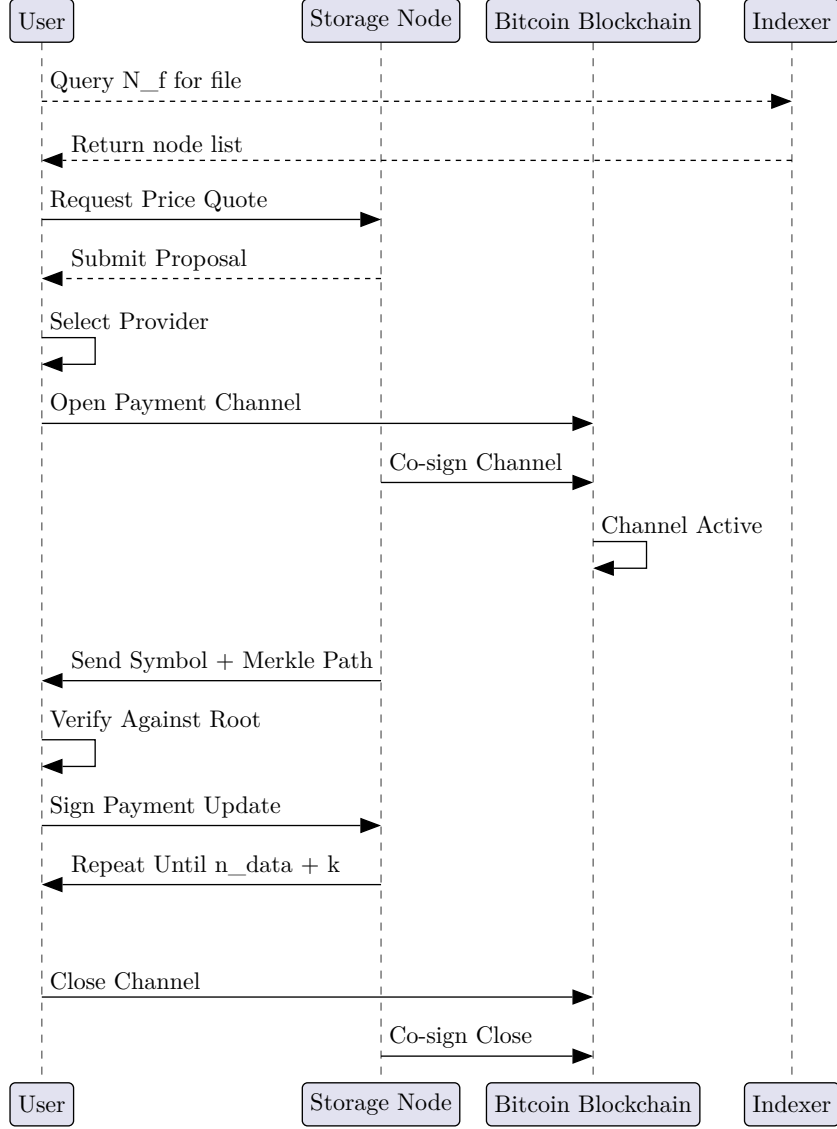 User
Storage Node
Bitcoin Blockchain
Indexer
Query N_f for file
Return node list
Request Price Quote
Submit Proposal
Select Provider
Open Payment Channel
Co-sign Channel
Channel Active
Send Symbol + Merkle Path
Verify Against Root
Sign Payment Update
Repeat Until n_data + k
Close Channel
Co-sign Close
User
Storage Node
Bitcoin Blockchain
Indexer